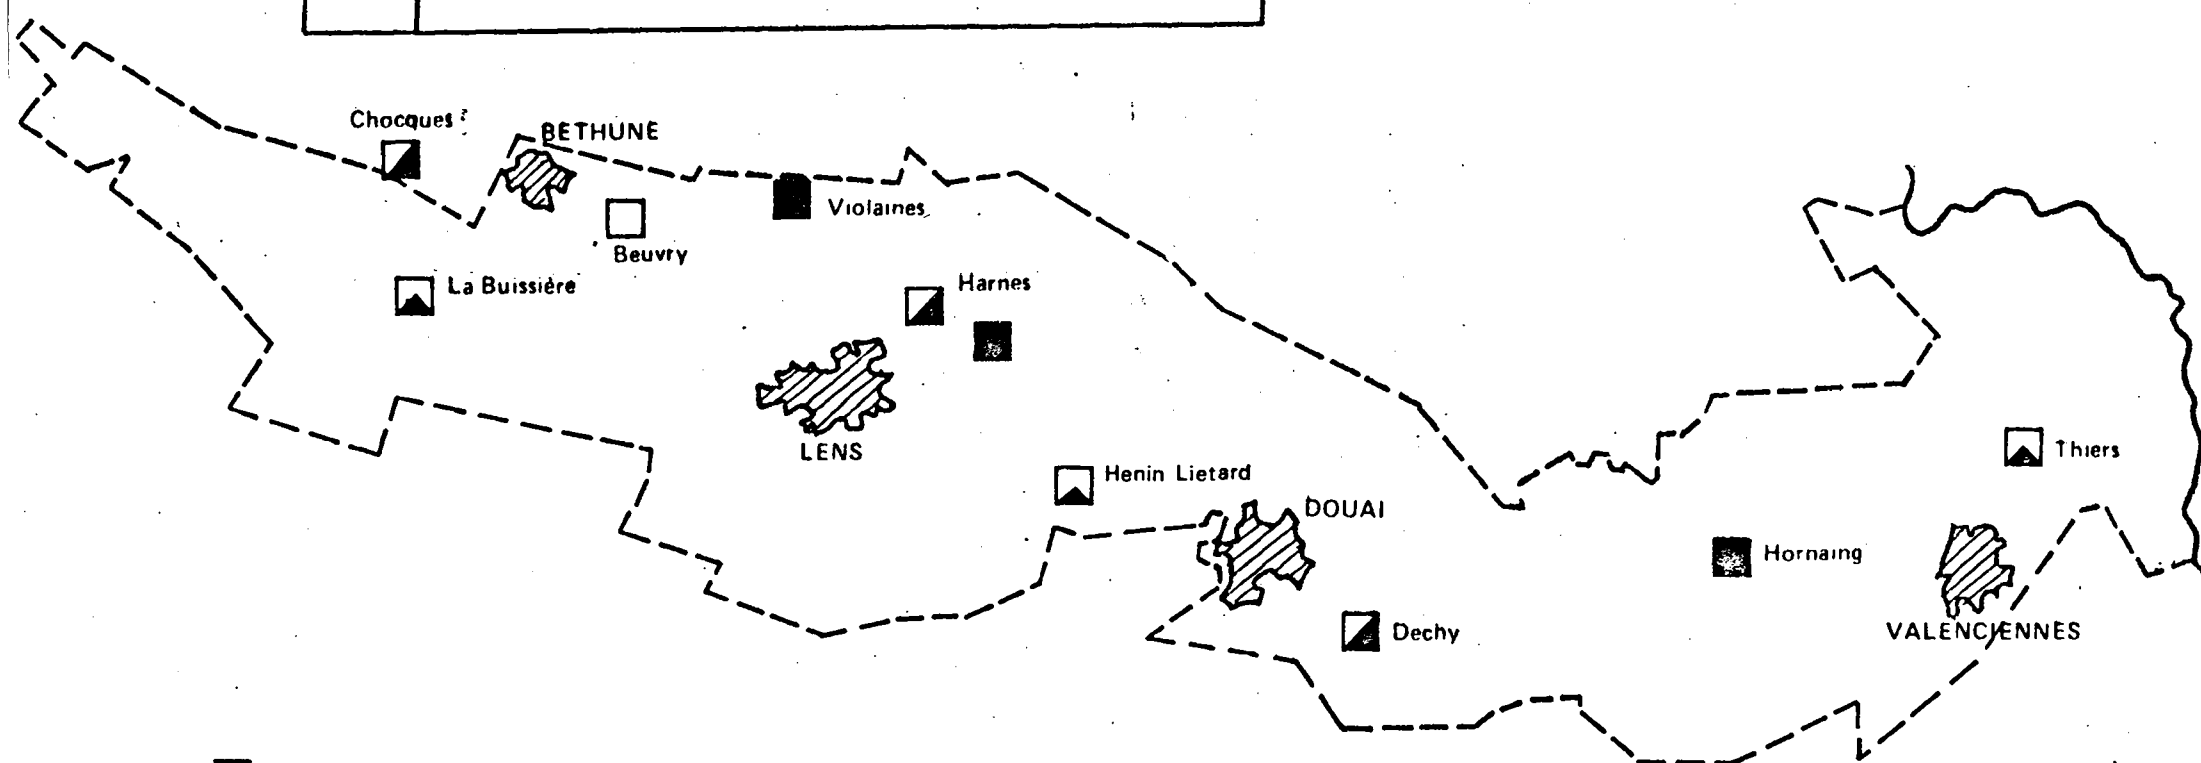 Chocques
BETHUNE
Violaines
Beuvry
La Buissière
Harnes
LENS
Henin Lietard
DOUAI
Thiers
Hornaing
Dechy
VALENCIENNES